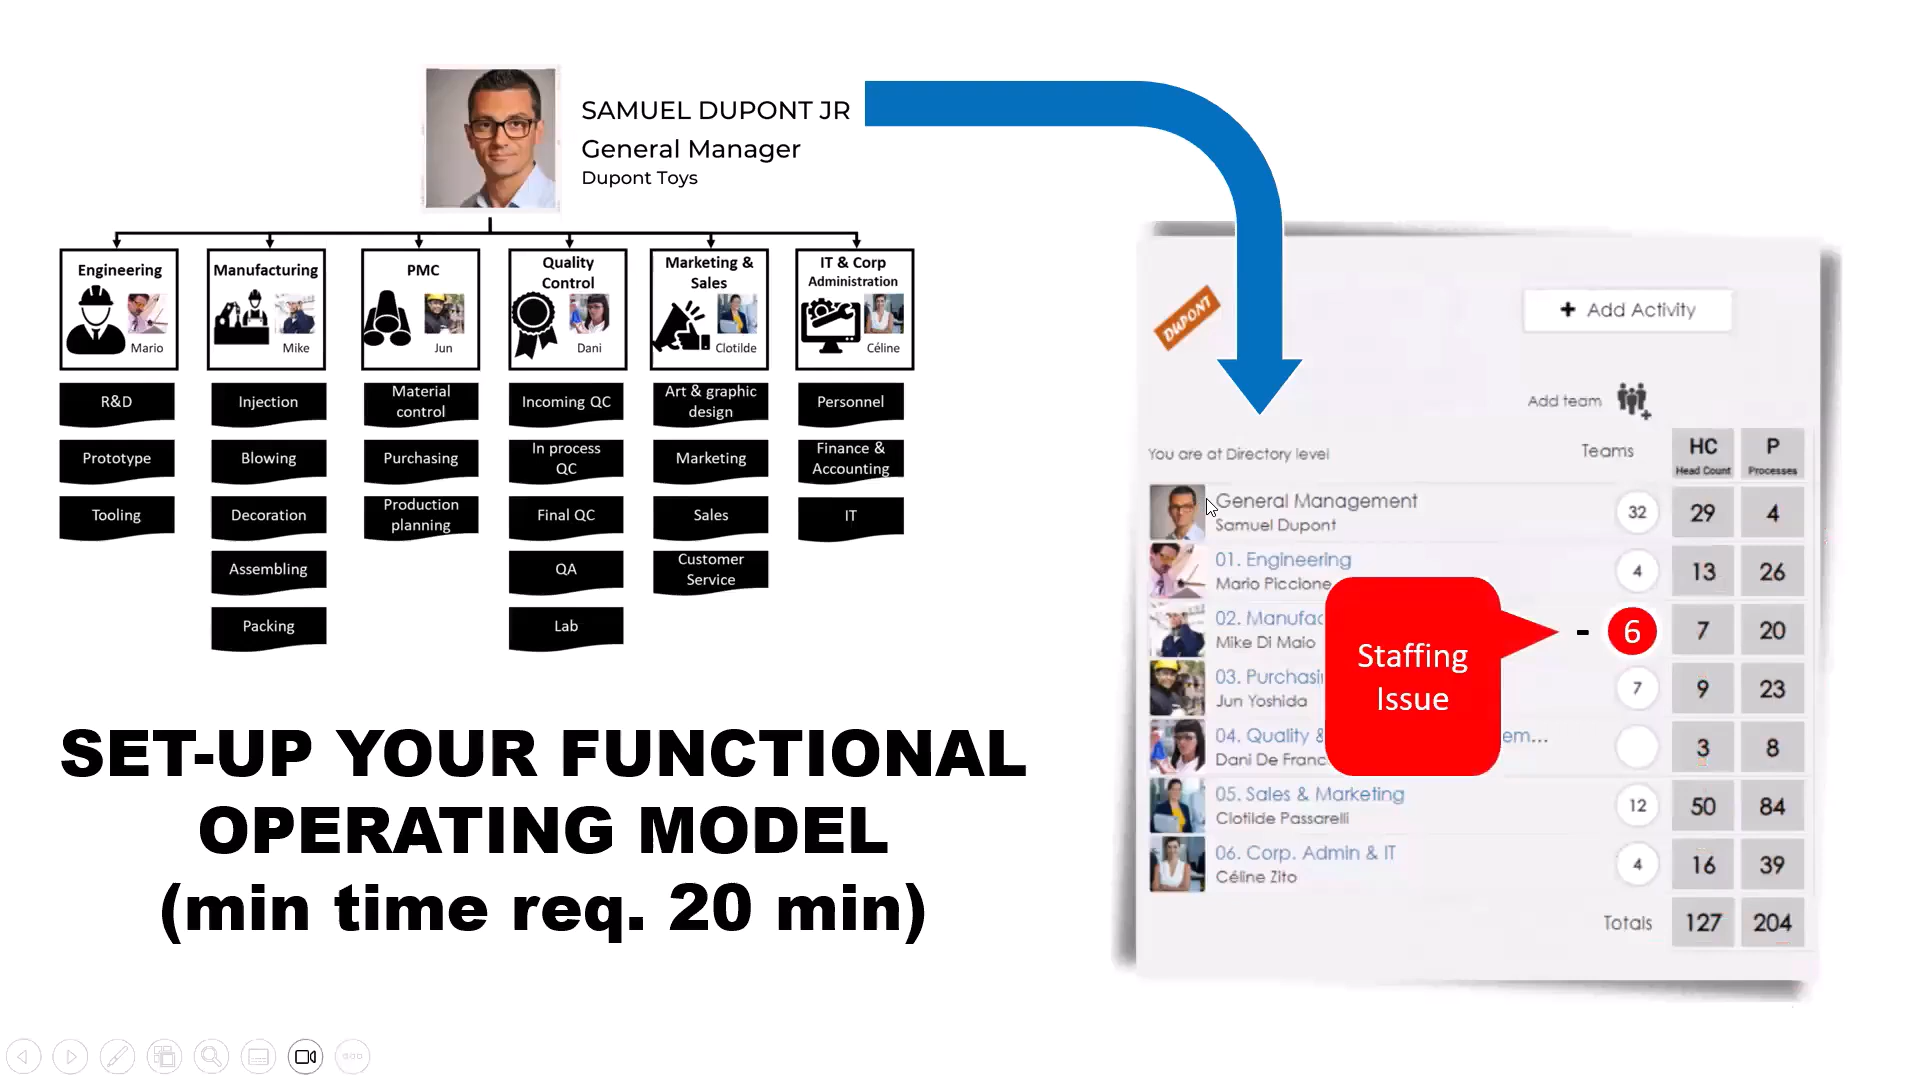 SAMUEL DUPONT JR
General Manager
Dupont Toys
Engineering
Mario
R&D
Prototype
Tooling
Manufacturing
Mike
Injection
Blowing
Decoration
Assembling
Packing
PMC
Jun
Material
control
Purchasing
Production
planning
Quality
Control
Dani
Incoming QC
In process
QC
Final QC
QA
Lab
Marketing &
Sales
Clotilde
Art & graphic
design
Marketing
Sales
Customer
Service
IT & Corp
Administration
Céline
Personnel
Finance &
Accounting
IT
SET-UP YOUR FUNCTIONAL
OPERATING MODEL
(min time req. 20 min)
DUPONT
+ Add Activity
Add team
You are at Directory level
Teams
HC
Head Count
P
Processes
General Management
Samuel Dupont
32
29
4
01. Engineering
Mario Piccione
4
13
26
02. Manufac
Mike Di Maio
- 6
7
20
03. Purchasi
Jun Yoshida
7
9
23
04. Quality & em...
Dani De Franc
3
8
05. Sales & Marketing
Clotilde Passarelli
12
50
84
06. Corp. Admin & IT
Céline Zito
4
16
39
Totals
127
204
Staffing
Issue